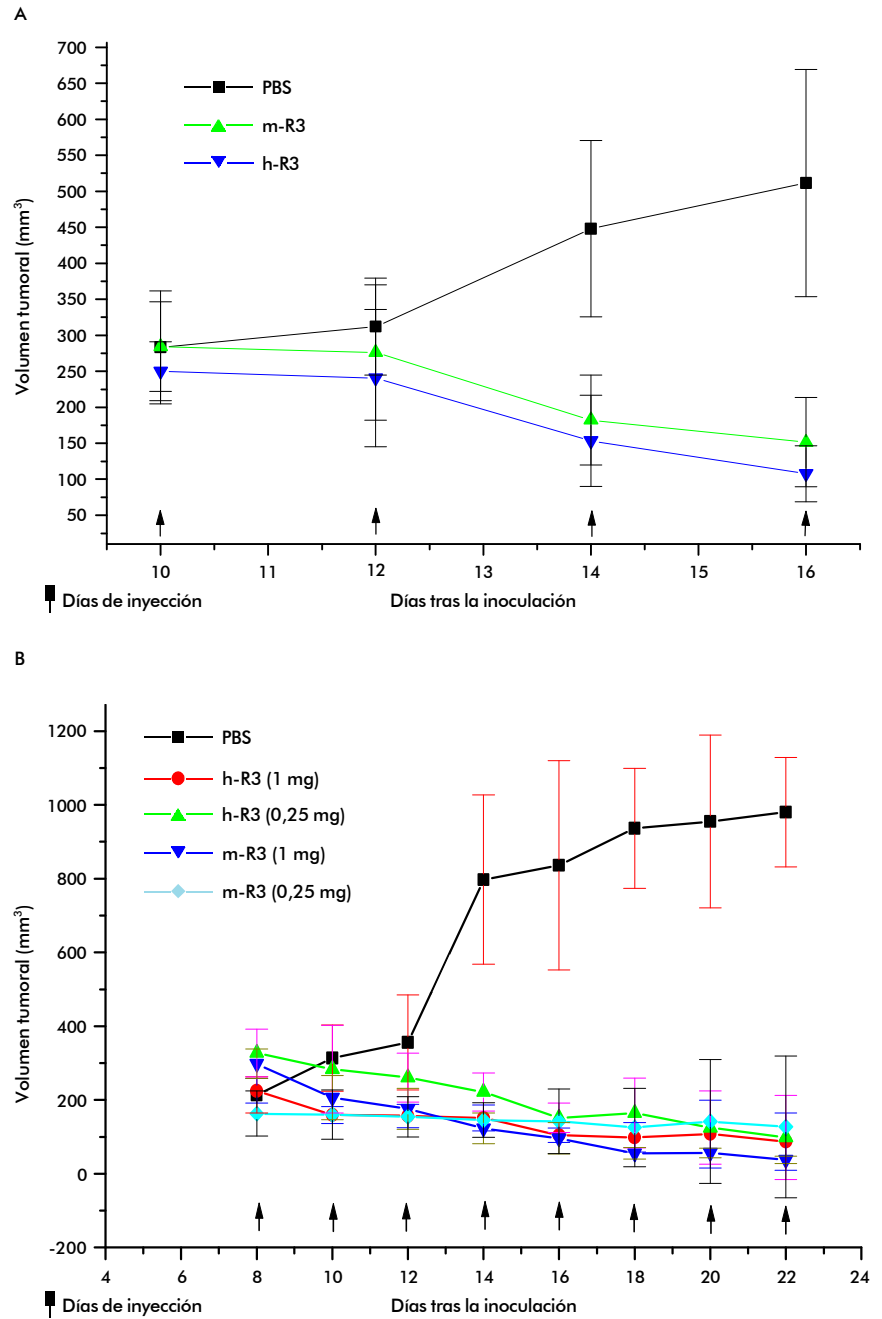 A
700
650
600
550
500
450
400
350
300
250
200
150
100
50
Volumen tumoral (mm³)
PBS
m-R3
h-R3
10 11 12 13 14 15 16
Días de inyección Días tras la inoculación
B
1200
1000
800
600
400
200
0
-200
Volumen tumoral (mm³)
PBS
h-R3 (1 mg)
h-R3 (0,25 mg)
m-R3 (1 mg)
m-R3 (0,25 mg)
4 6 8 10 12 14 16 18 20 22 24
Días de inyección Días tras la inoculación